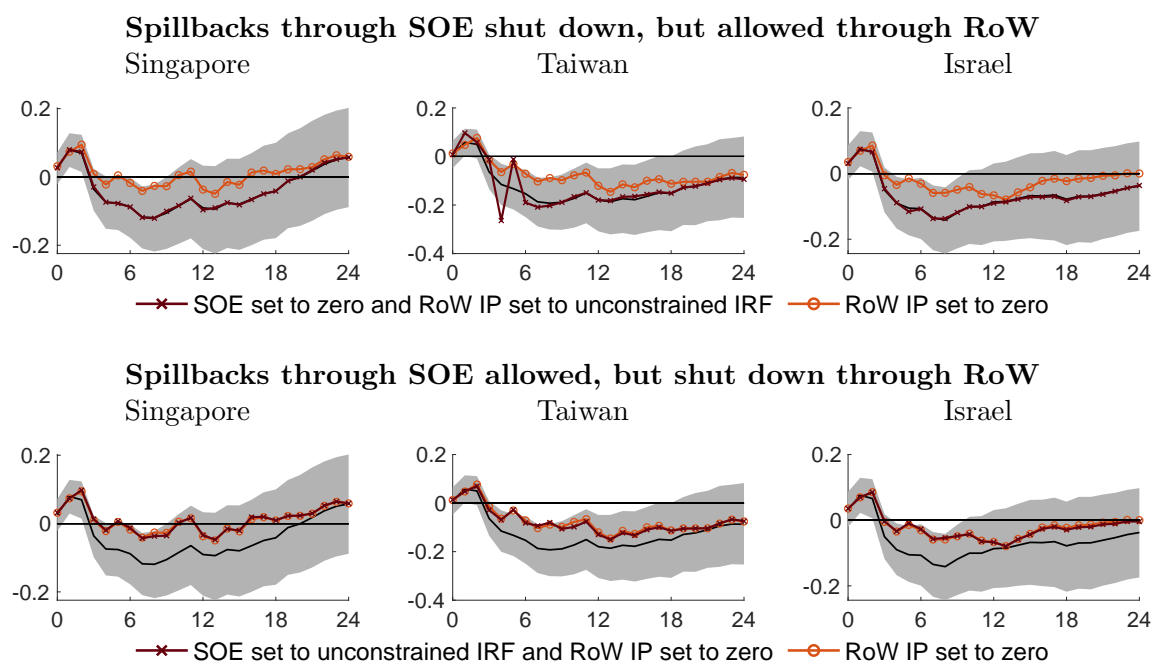 Spillbacks through SOE shut down, but allowed through RoW
Singapore Taiwan Israel
0.2 0.2 0.2
0 0 0
-0.2 -0.2 -0.2
-0.4
0 6 12 18 24 0 6 12 18 24 0 6 12 18 24
SOE set to zero and RoW IP set to unconstrained IRF RoW IP set to zero
Spillbacks through SOE allowed, but shut down through RoW
Singapore Taiwan Israel
0.2 0.2 0.2
0 0 0
-0.2 -0.2 -0.2
-0.4
0 6 12 18 24 0 6 12 18 24 0 6 12 18 24
SOE set to unconstrained IRF and RoW IP set to zero RoW IP set to zero